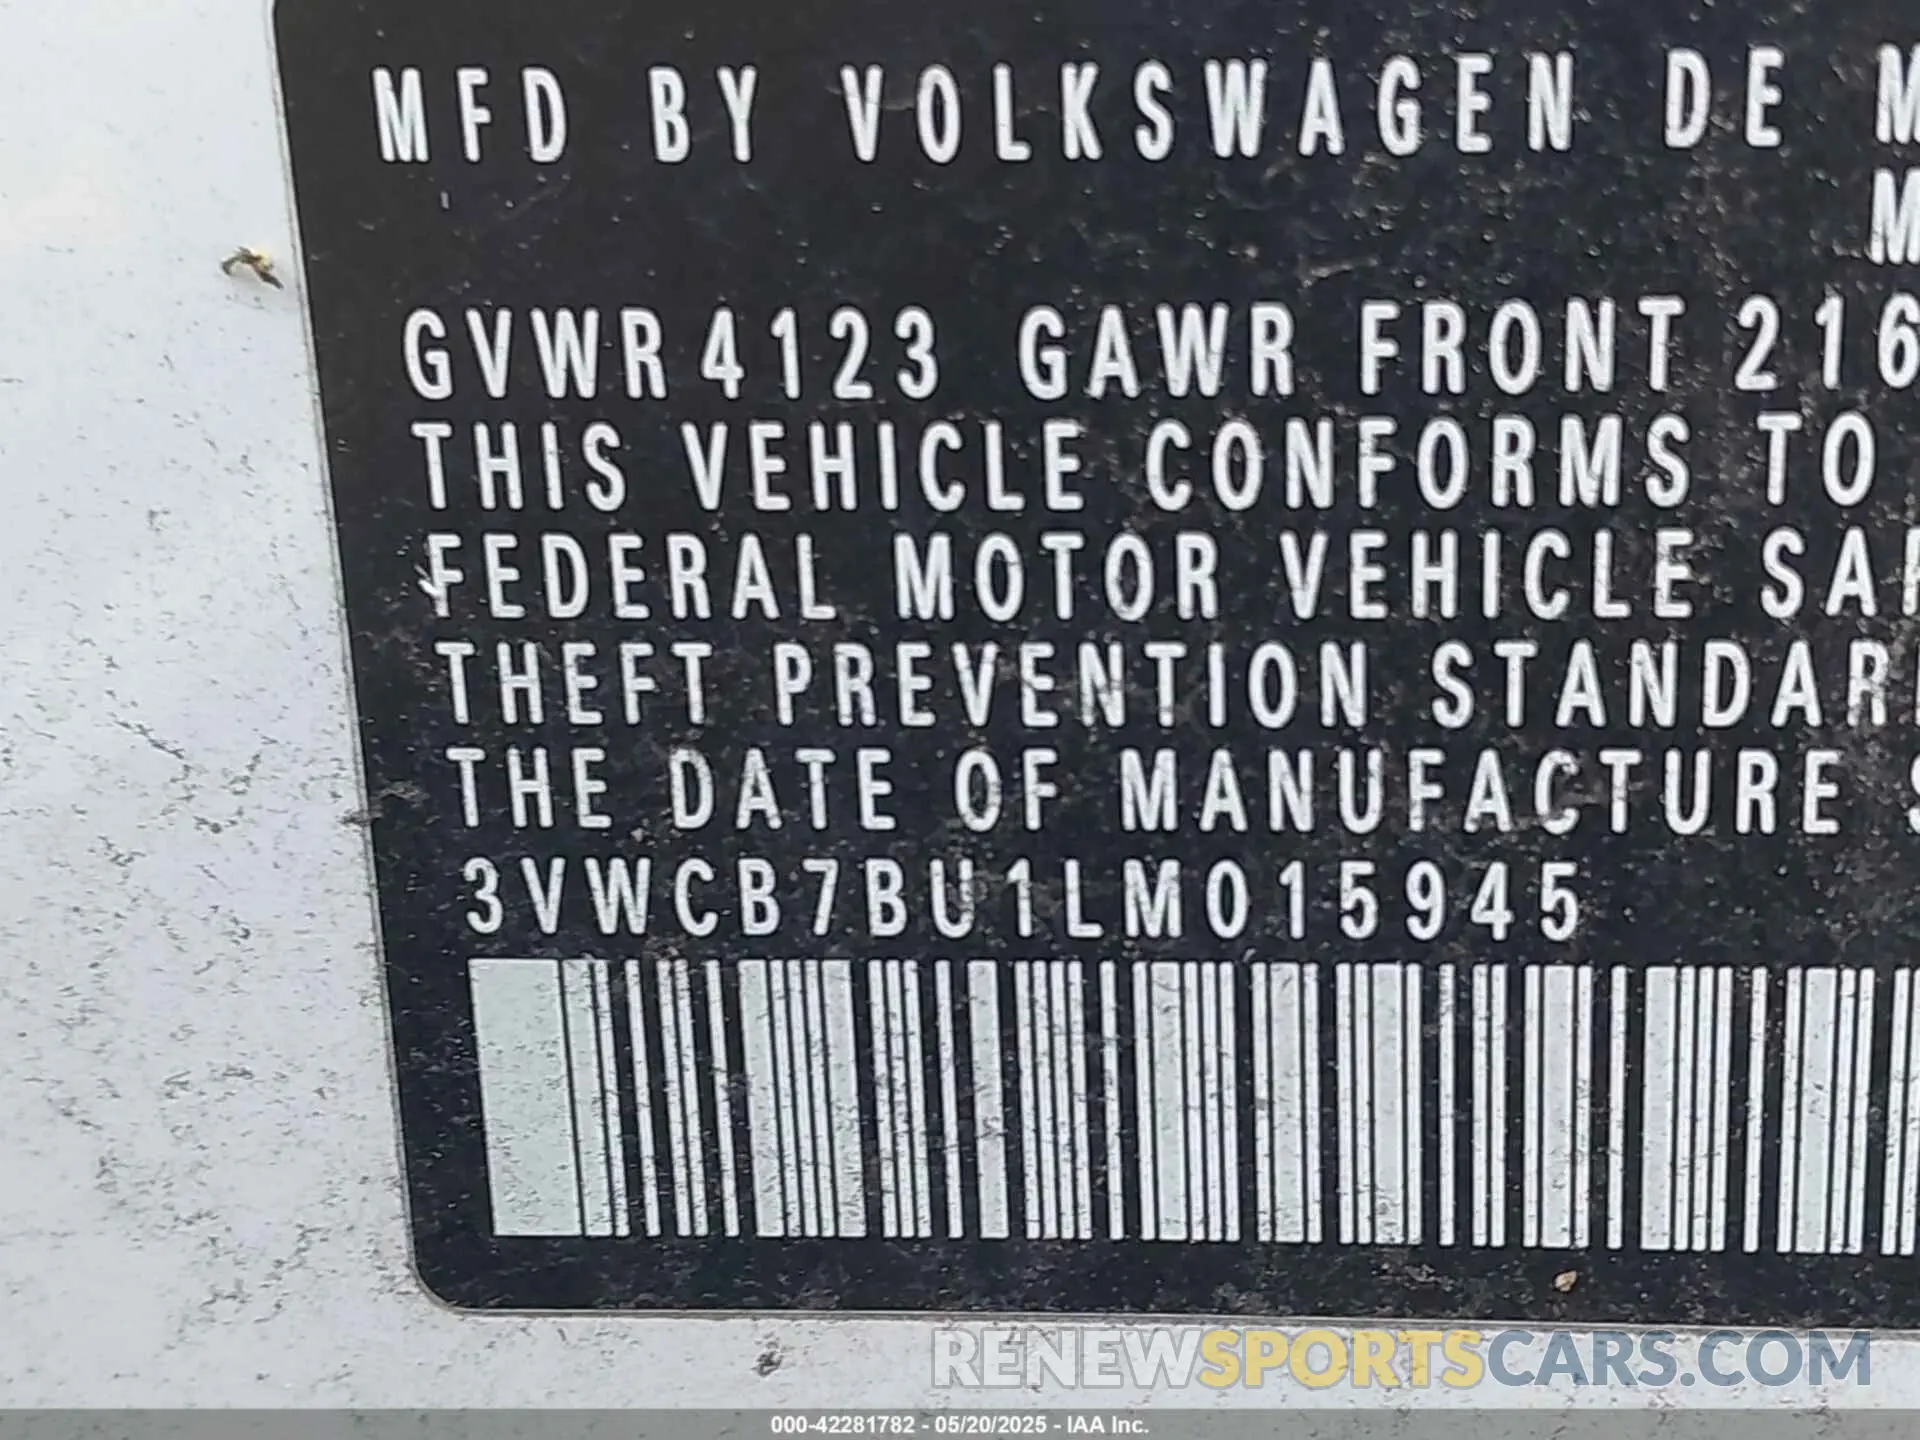 MFD BY VOLKSWAGEN DE M
M
GVWR 4123 GAWR FRONT 216
THIS VEHICLE CONFORMS TO
FEDERAL MOTOR VEHICLE SAF
THEFT PREVENTION STANDAR
THE DATE OF MANUFACTURE S
3VWCB7BU1LM015945
RENEWSPORTSCARS.COM
000-42281782 - 05/20/2025 - IAA Inc.